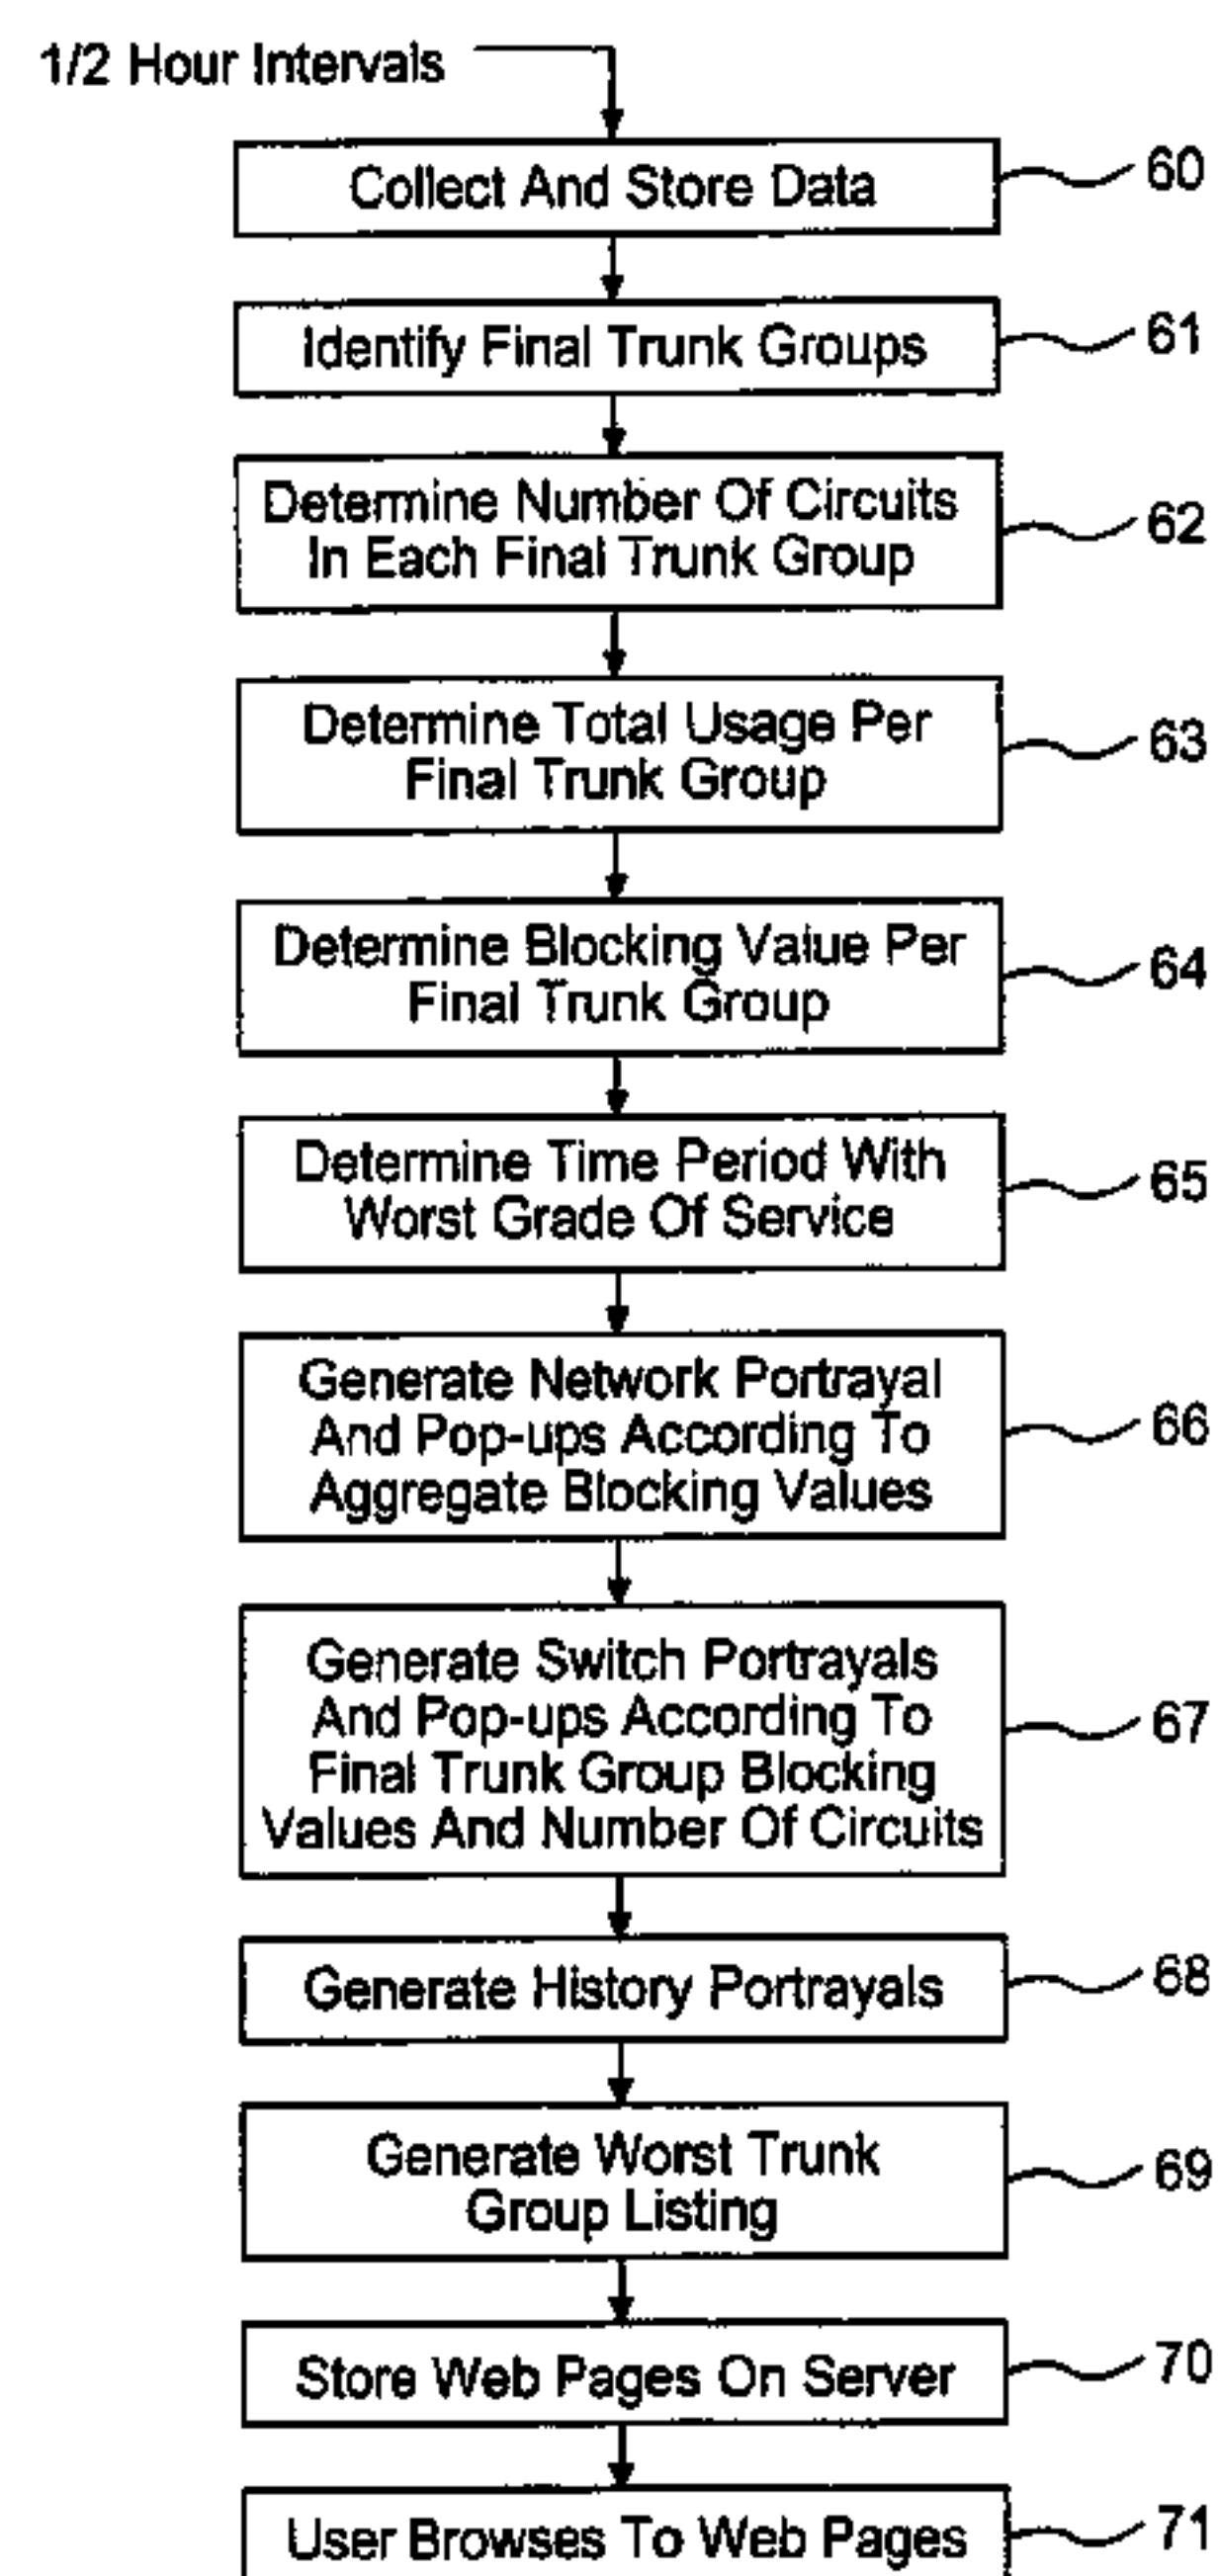 1/2 Hour Intervals
Collect And Store Data
60
Identify Final Trunk Groups
61
Determine Number Of Circuits
In Each Final Trunk Group
62
Determine Total Usage Per
Final Trunk Group
63
Determine Blocking Value Per
Final Trunk Group
64
Determine Time Period With
Worst Grade Of Service
65
Generate Network Portrayal
And Pop-ups According To
Aggregate Blocking Values
66
Generate Switch Portrayals
And Pop-ups According To
Final Trunk Group Blocking
Values And Number Of Circuits
67
Generate History Portrayals
68
Generate Worst Trunk
Group Listing
69
Store Web Pages On Server
70
User Browses To Web Pages
71